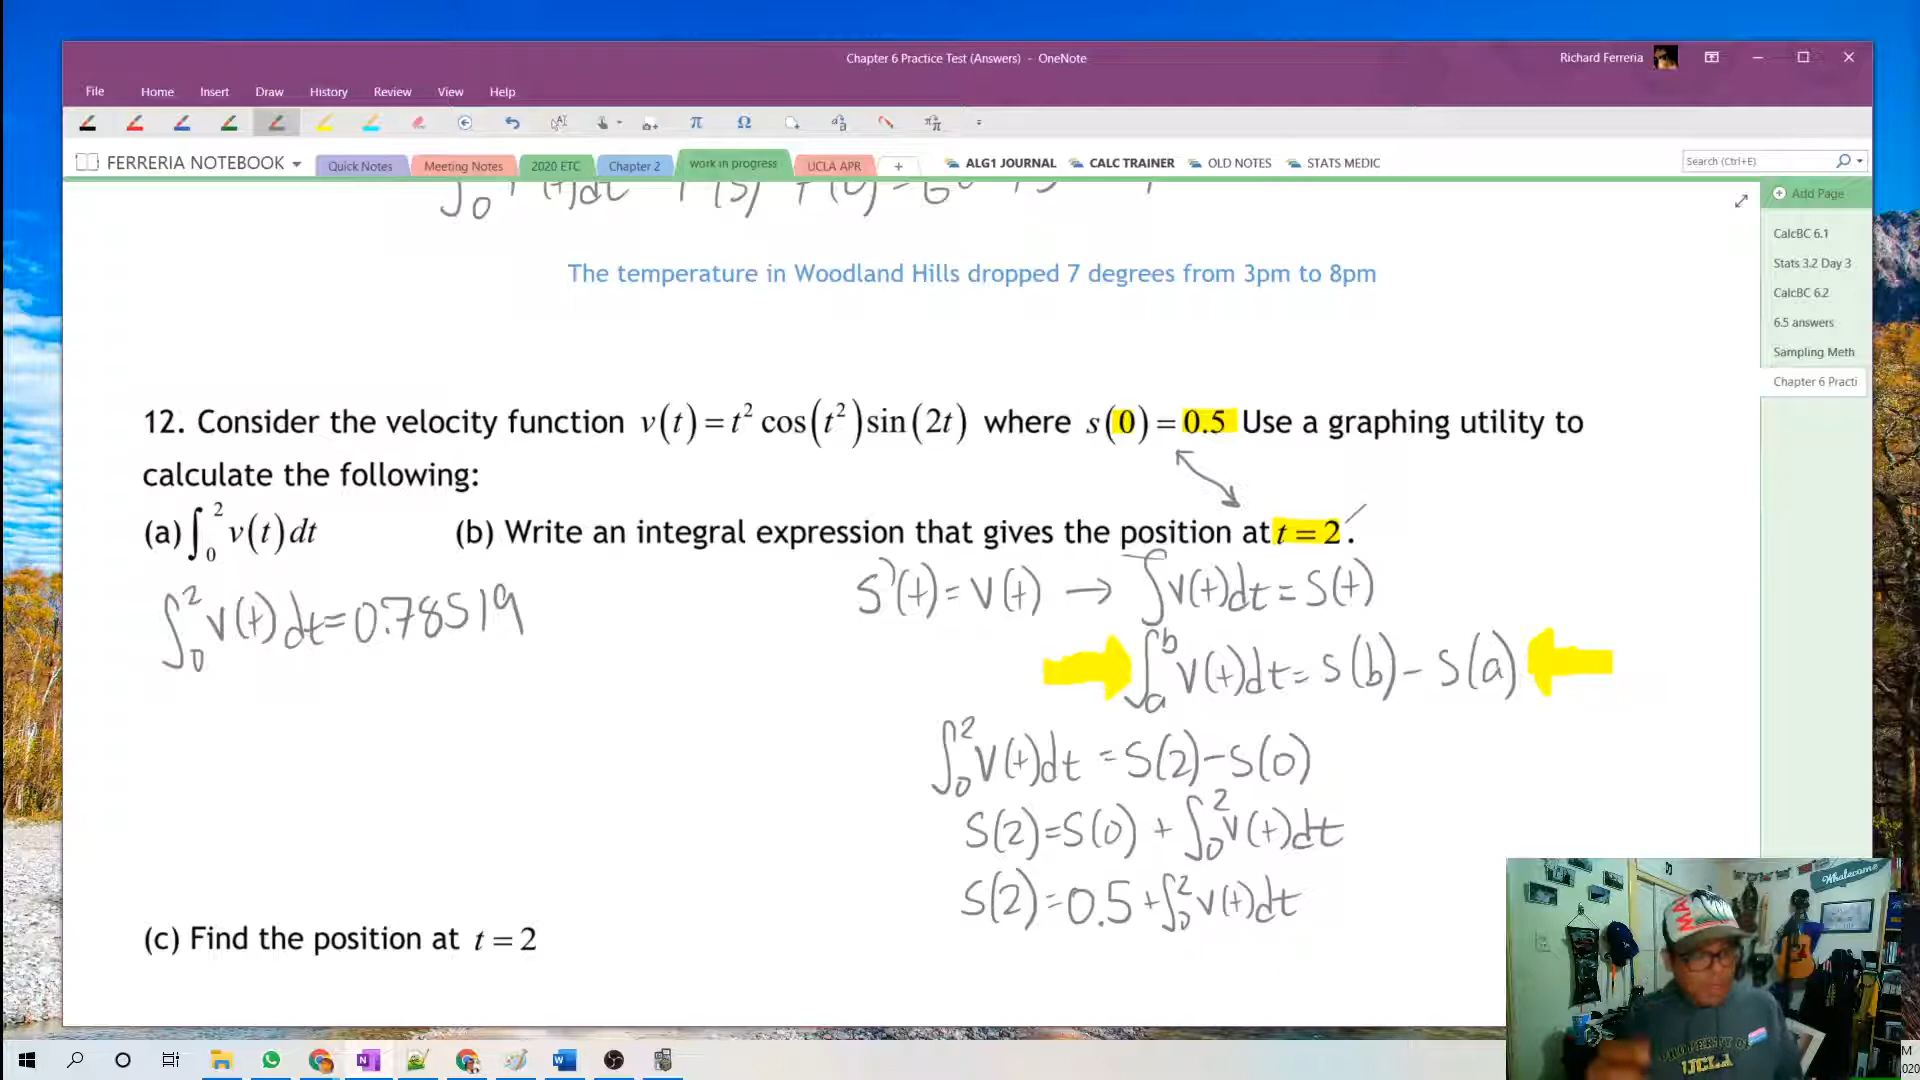 Chapter 6 Practice Test (Answers) - OneNote
Richard Ferreria
File Home Insert Draw History Review View Help
FERRERIA NOTEBOOK Quick Notes Meeting Notes 2020 ETC Chapter 2 work in progress UCLA APR + ALG1 JOURNAL CALC TRAINER OLD NOTES STATS MEDIC
Search (Ctrl+E)
Add Page
CalcBC 6.1
Stats 3.2 Day 3
CalcBC 6.2
6.5 answers
Sampling Meth
Chapter 6 Practi
The temperature in Woodland Hills dropped 7 degrees from 3pm to 8pm
12. Consider the velocity function v(t) = t² cos(t²) sin(2t) where s(0) = 0.5 Use a graphing utility to
calculate the following:
(a) ∫₀² v(t) dt (b) Write an integral expression that gives the position at t = 2.
∫₀² v(t) dt = 0.78519
s'(t) = v(t) → ∫v(t)dt = s(t)
∫ₐᵇ v(t)dt = s(b) - s(a)
∫₀² v(t)dt = s(2) - s(0)
s(2) = s(0) + ∫₀² v(t)dt
s(2) = 0.5 + ∫₀² v(t)dt
(c) Find the position at t = 2
Whalecome
PROPERTY OF
UCLA